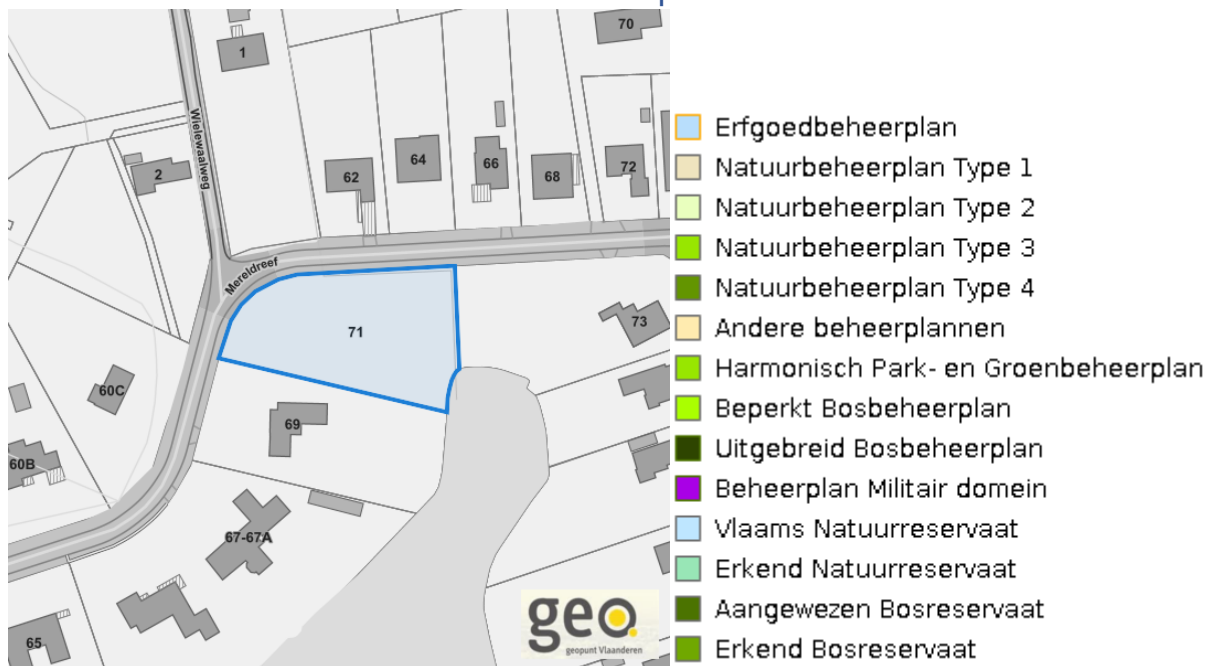 70
1
Wielewaalweg
2
62
64
66
68
72
Mereldreef
71
73
60C
69
60B
67-67A
65
geo.
geopunt Vlaanderen
Erfgoedbeheerplan
Natuurbeheerplan Type 1
Natuurbeheerplan Type 2
Natuurbeheerplan Type 3
Natuurbeheerplan Type 4
Andere beheerplannen
Harmonisch Park- en Groenbeheerplan
Beperkt Bosbeheerplan
Uitgebreid Bosbeheerplan
Beheerplan Militair domein
Vlaams Natuurreservaat
Erkend Natuurreservaat
Aangewezen Bosreservaat
Erkend Bosreservaat